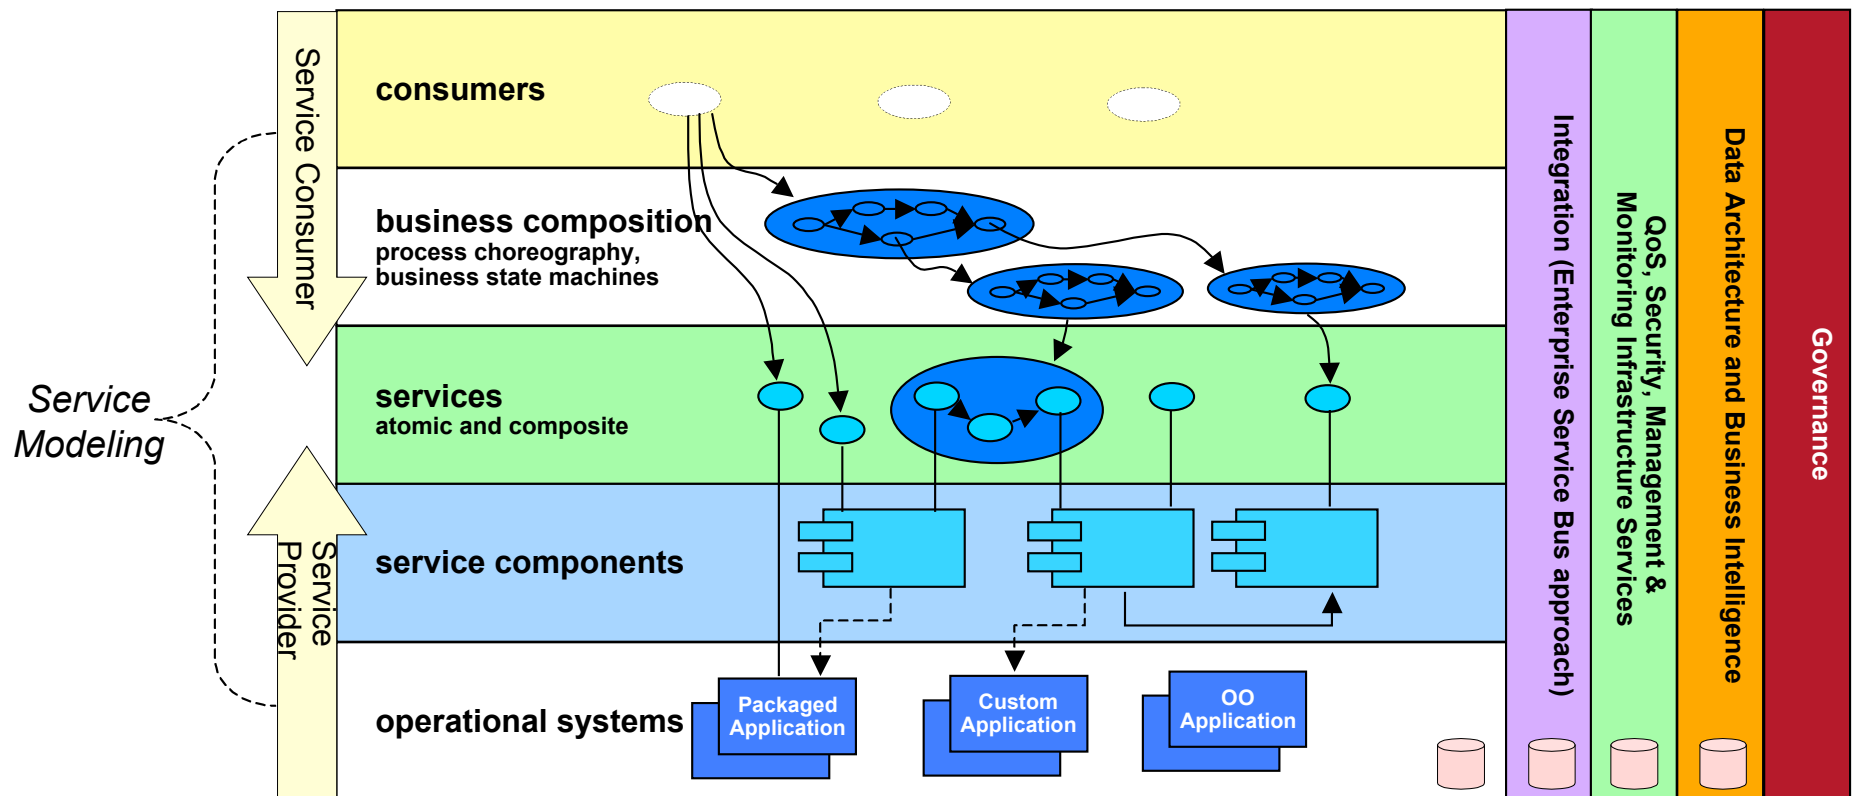 Service
Modeling
Service Consumer
Service
Provider
consumers
business composition
process choreography,
business state machines
services
atomic and composite
service components
operational systems
Packaged
Application
Custom
Application
OO
Application
Integration (Enterprise Service Bus approach)
QoS, Security, Management &
Monitoring Infrastructure Services
Data Architecture and Business Intelligence
Governance